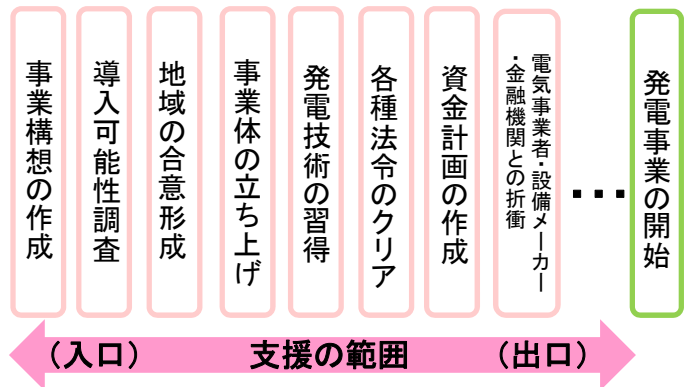 事業構想の作成
導入可能性調査
地域の合意形成
事業体の立ち上げ
発電技術の習得
各種法令のクリア
資金計画の作成
電気事業者・設備メーカー
・金融機関との折衝
・・・
発電事業の開始
（入口）
支援の範囲
（出口）